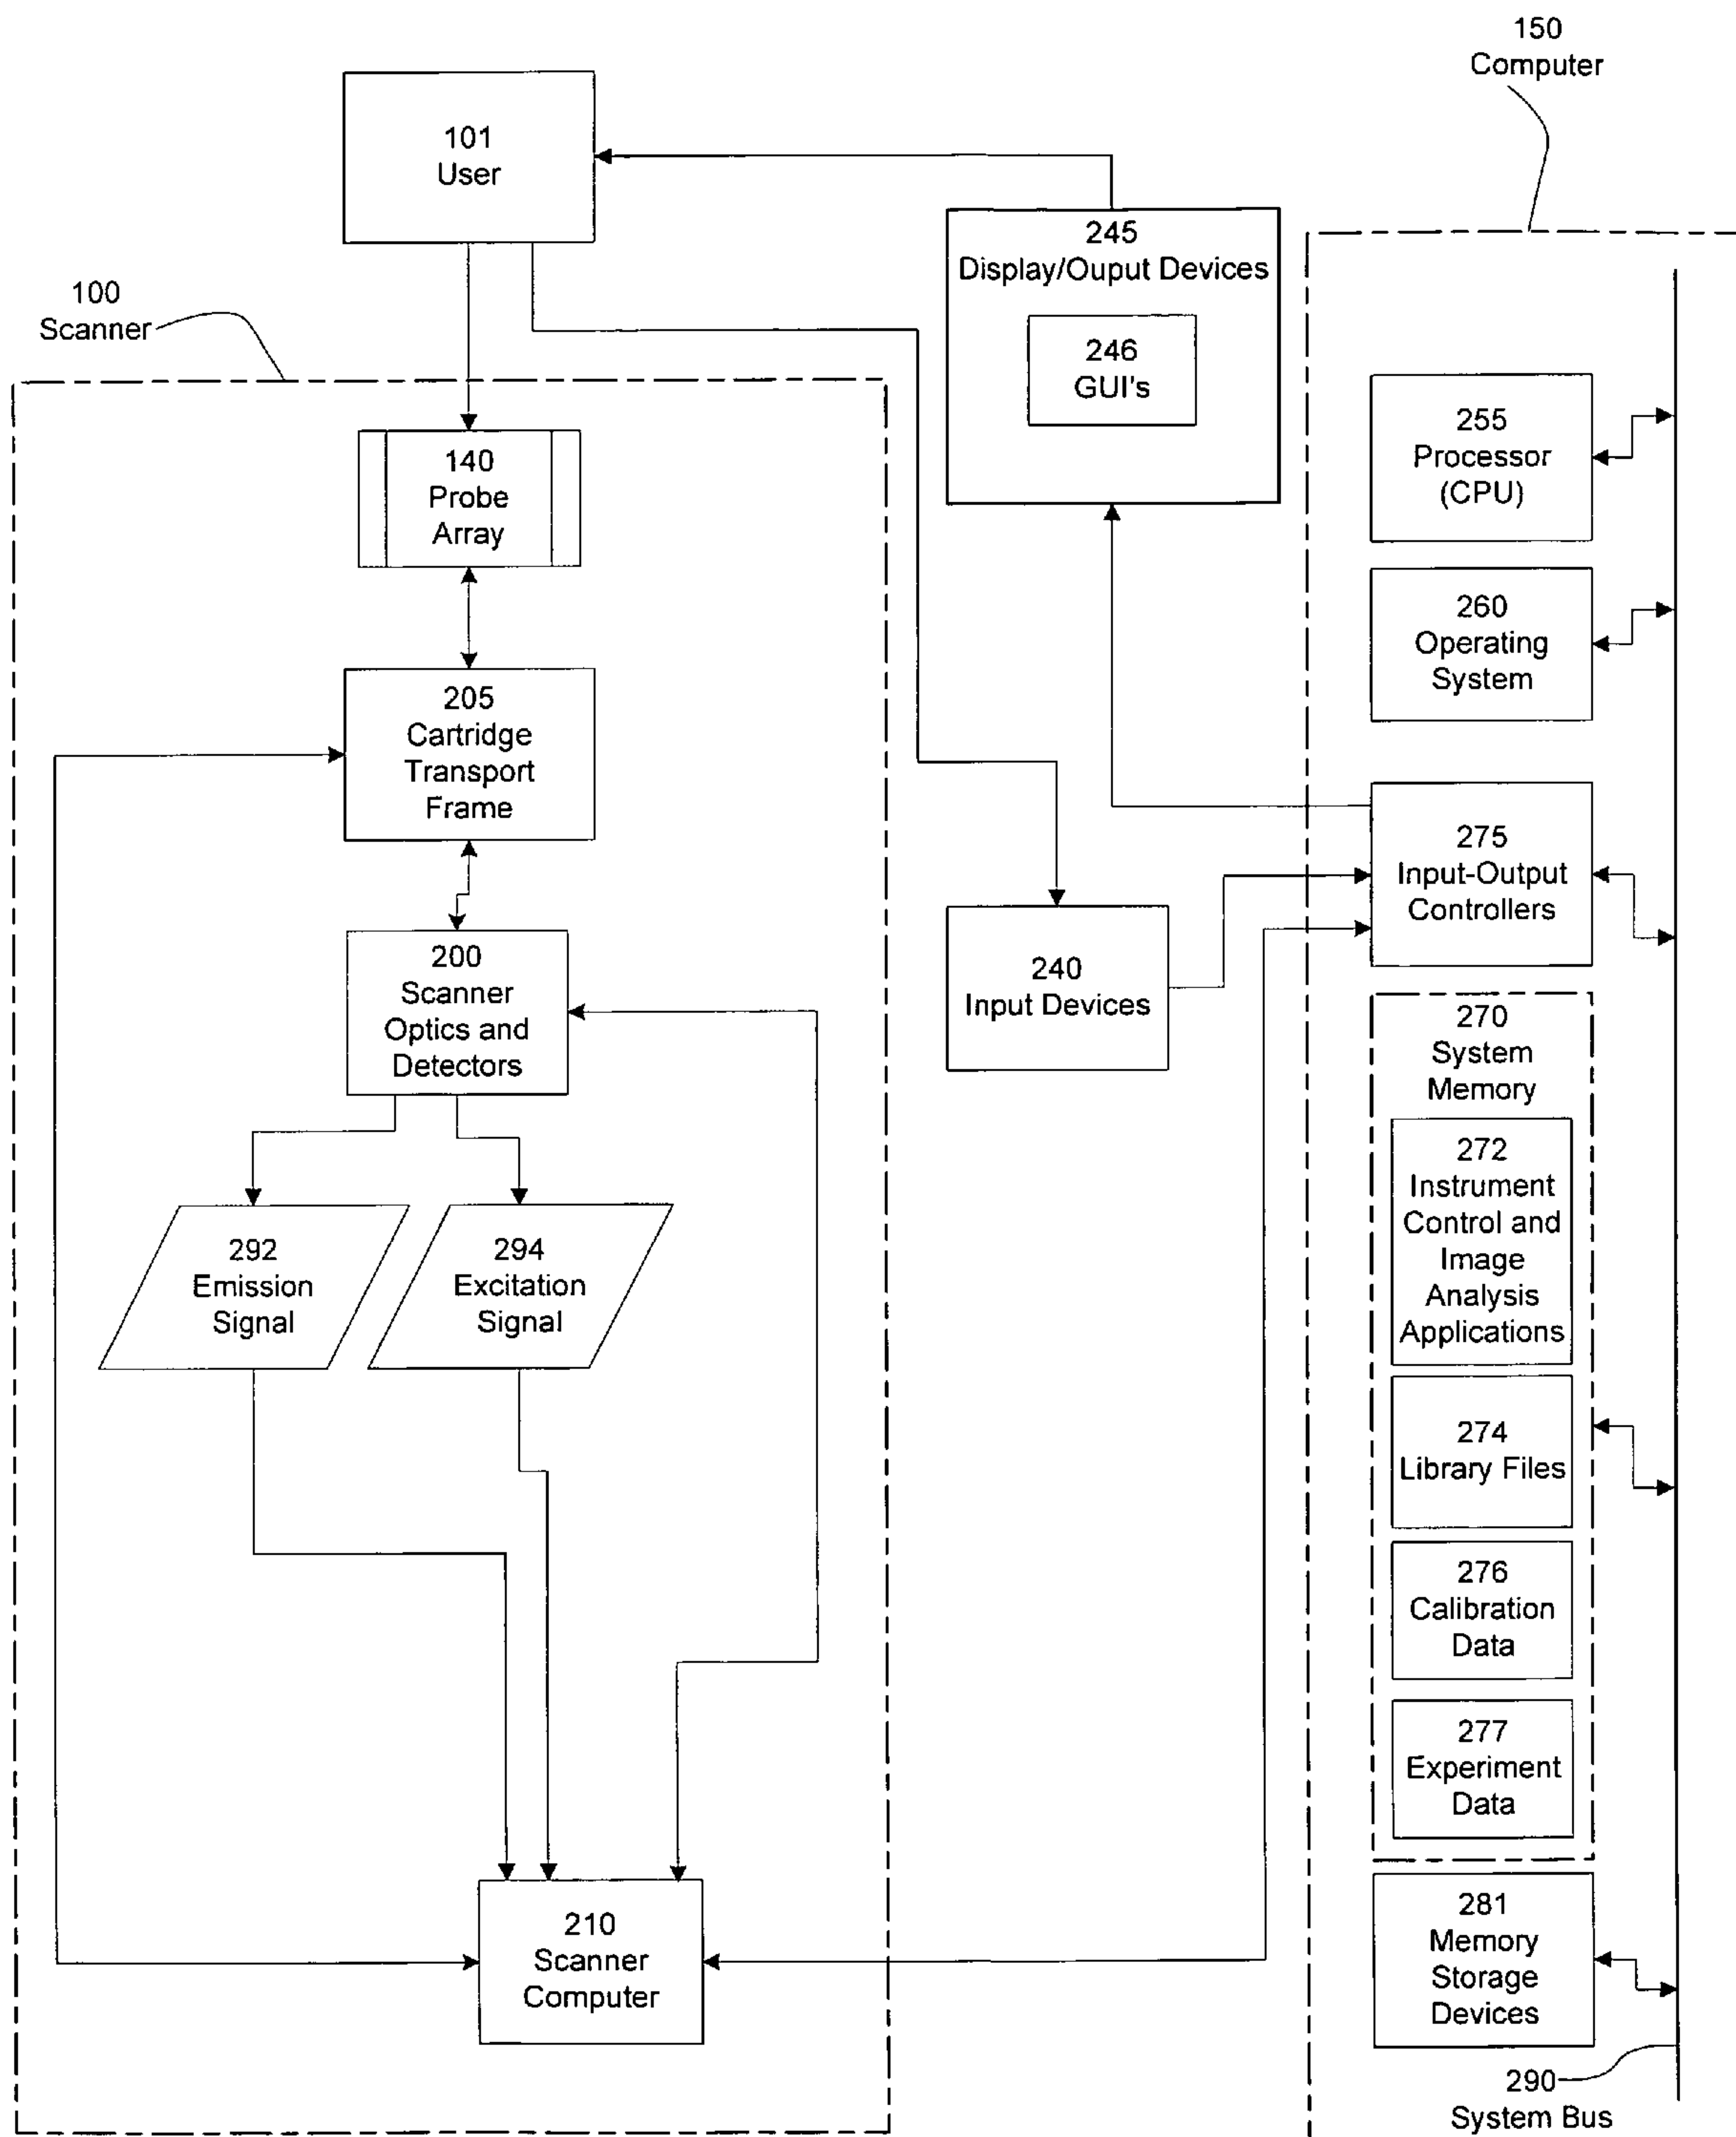 150
Computer
101
User
245
Display/Ouput Devices
246
GUI's
100
Scanner
140
Probe
Array
255
Processor
(CPU)
260
Operating
System
205
Cartridge
Transport
Frame
275
Input-Output
Controllers
200
Scanner
Optics and
Detectors
240
Input Devices
270
System
Memory
272
Instrument
Control and
Image
Analysis
Applications
292
Emission
Signal
294
Excitation
Signal
274
Library Files
276
Calibration
Data
277
Experiment
Data
210
Scanner
Computer
281
Memory
Storage
Devices
290
System Bus